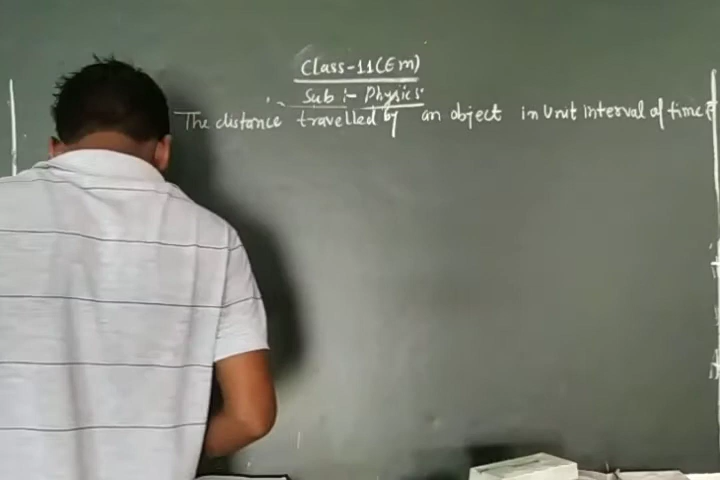 Class-11(Em)
Sub :- Physics
The distance travelled by an object in Unit interval of time